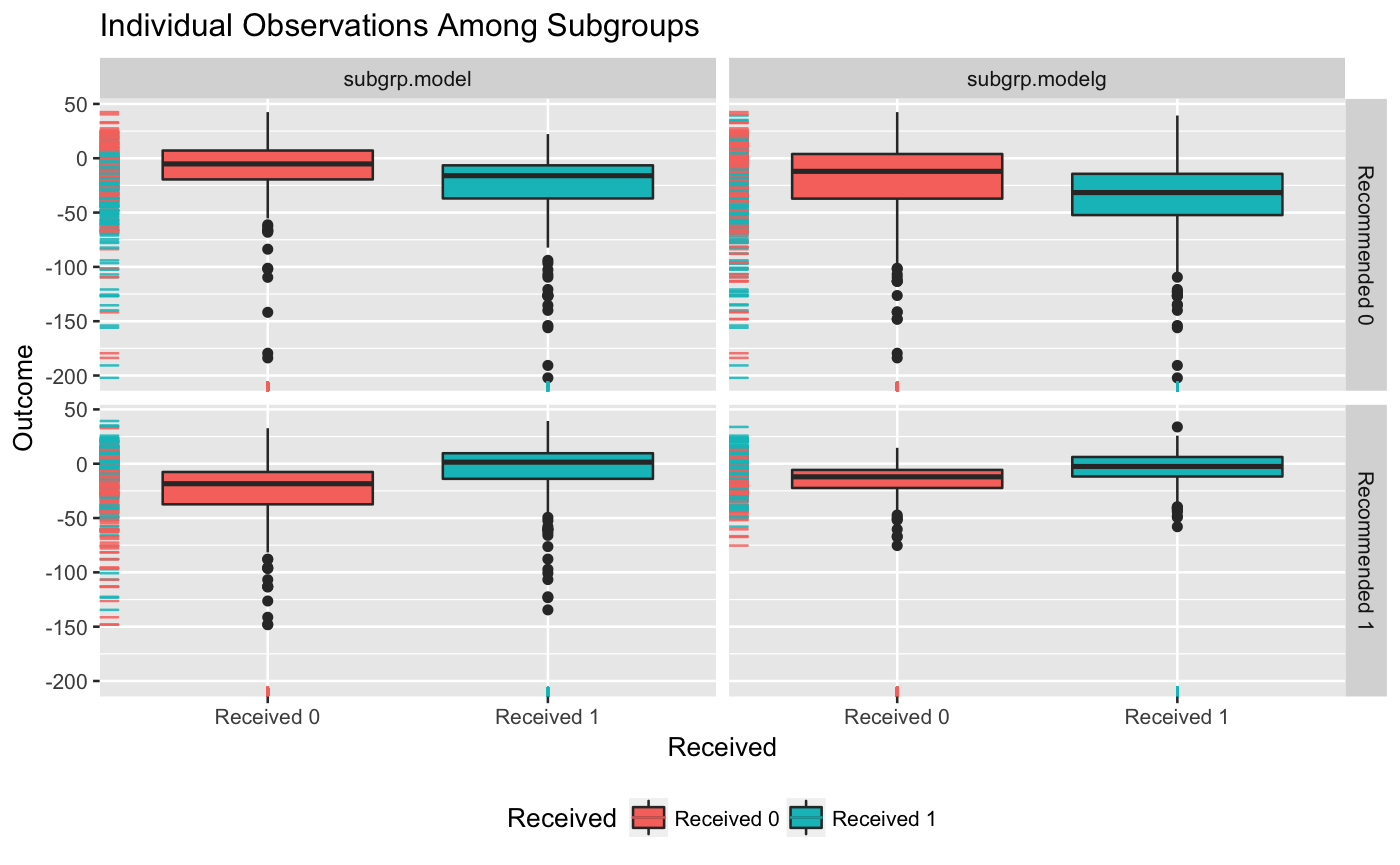 Individual Observations Among Subgroups
subgrp.model
subgrp.modelg
50
0
-50
-100
-150
-200
Recommended 0
Outcome
50
0
-50
-100
-150
-200
Recommended 1
Received 0
Received 1
Received 0
Received 1
Received
Received
Received 0
Received 1